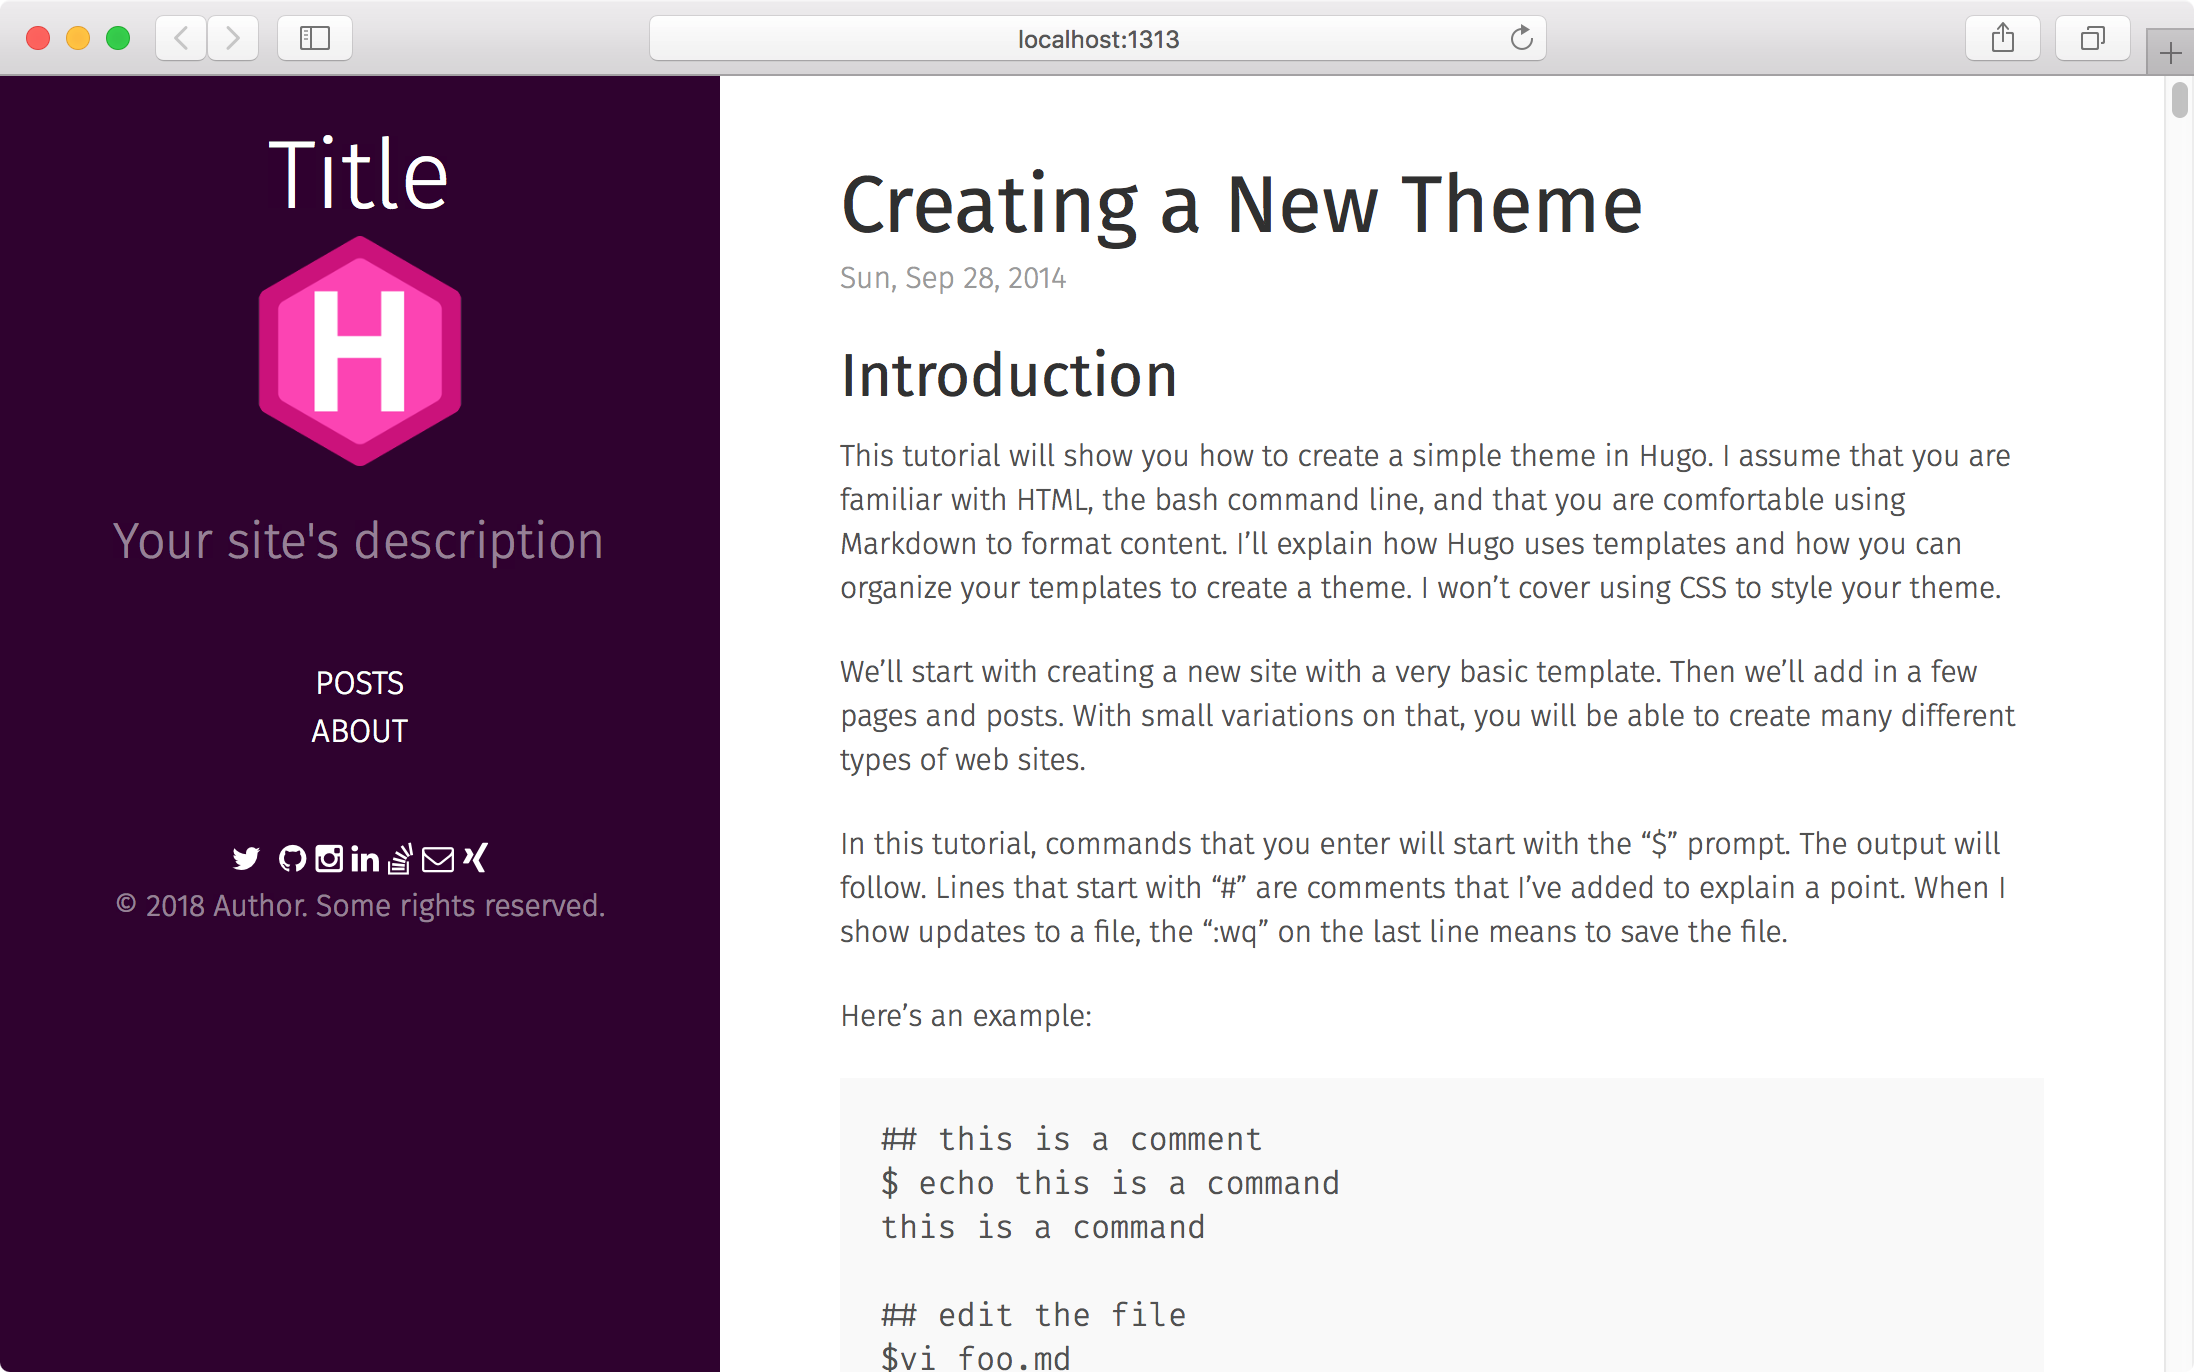 localhost:1313
Title
H
Your site's description
POSTS
ABOUT
© 2018 Author. Some rights reserved.
Creating a New Theme
Sun, Sep 28, 2014
Introduction
This tutorial will show you how to create a simple theme in Hugo. I assume that you are
familiar with HTML, the bash command line, and that you are comfortable using
Markdown to format content. I’ll explain how Hugo uses templates and how you can
organize your templates to create a theme. I won’t cover using CSS to style your theme.
We’ll start with creating a new site with a very basic template. Then we’ll add in a few
pages and posts. With small variations on that, you will be able to create many different
types of web sites.
In this tutorial, commands that you enter will start with the “$” prompt. The output will
follow. Lines that start with “#” are comments that I’ve added to explain a point. When I
show updates to a file, the “:wq” on the last line means to save the file.
Here’s an example:
## this is a comment
$ echo this is a command
this is a command
## edit the file
$vi foo.md